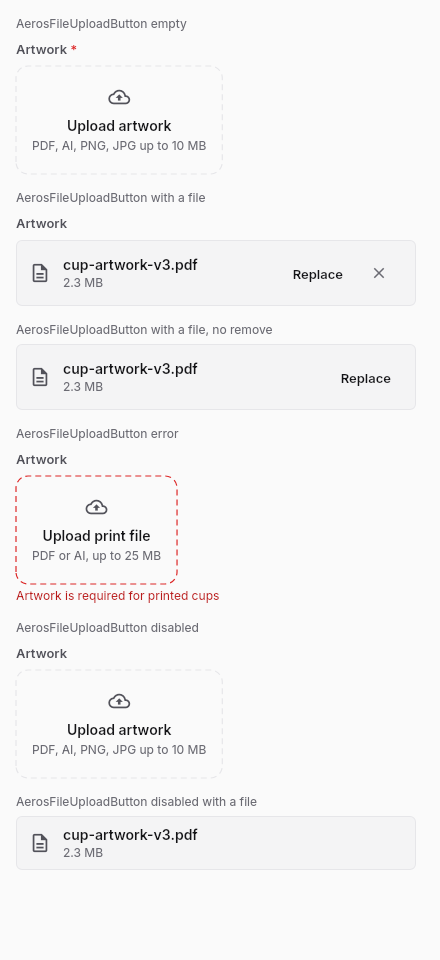 AerosFileUploadButton empty
Artwork *
Upload artwork
PDF, AI, PNG, JPG up to 10 MB
AerosFileUploadButton with a file
Artwork
cup-artwork-v3.pdf
2.3 MB
Replace
AerosFileUploadButton with a file, no remove
cup-artwork-v3.pdf
2.3 MB
Replace
AerosFileUploadButton error
Artwork
Upload print file
PDF or AI, up to 25 MB
Artwork is required for printed cups
AerosFileUploadButton disabled
Artwork
Upload artwork
PDF, AI, PNG, JPG up to 10 MB
AerosFileUploadButton disabled with a file
cup-artwork-v3.pdf
2.3 MB